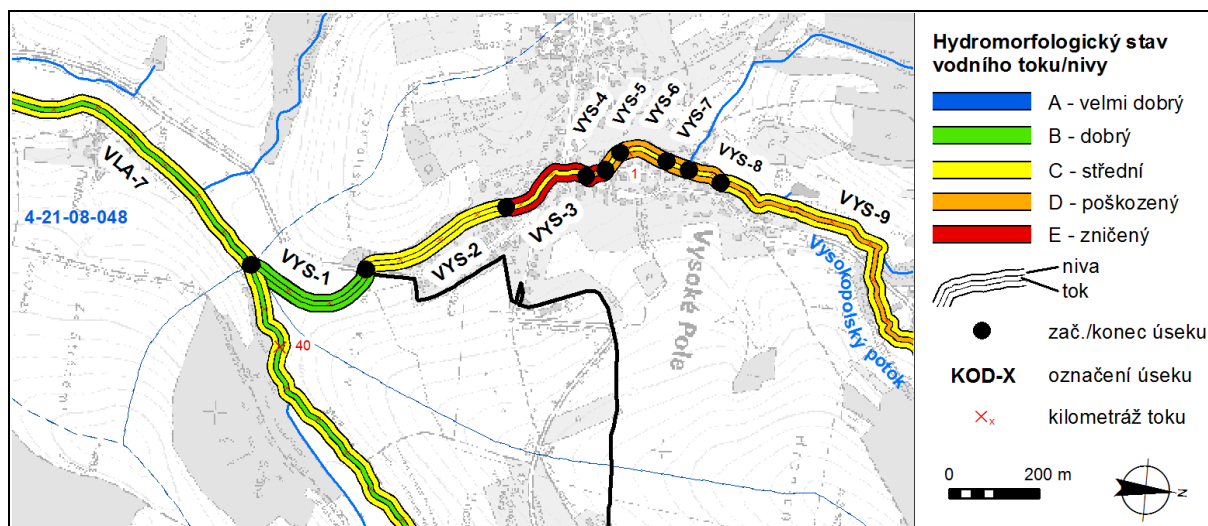 VYS-4
VYS-5
VYS-6
VYS-7
VYS-8
VYS-9
VLA-7
1
4-21-08-048
VYS-3
VYS-2
VYS-1
Vysoké Pole
Vysokopolský potok
40
Hydromorfologický stav
vodního toku/nivy
A - velmi dobrý
B - dobrý
C - střední
D - poškozený
E - zničený
niva
tok
zač./konec úseku
KOD-X označení úseku
x kilometráž toku
0 200 m
N